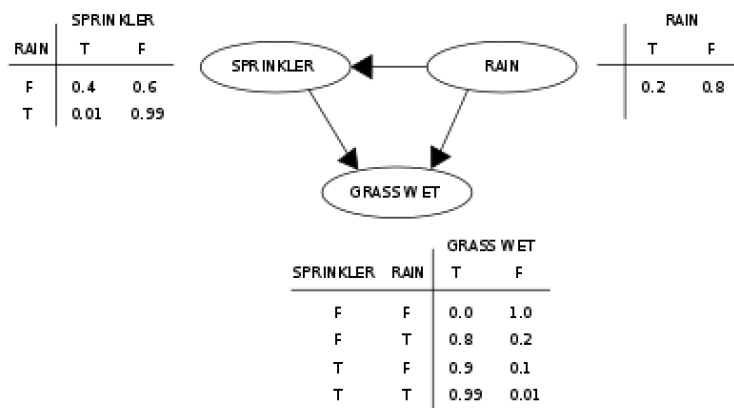 SPRINKLER
RAIN T F
F 0.4 0.6
T 0.01 0.99
SPRINKLER
RAIN
RAIN
T F
0.2 0.8
GRASS WET
GRASS WET
SPRINKLER RAIN T F
F F 0.0 1.0
F T 0.8 0.2
T F 0.9 0.1
T T 0.99 0.01